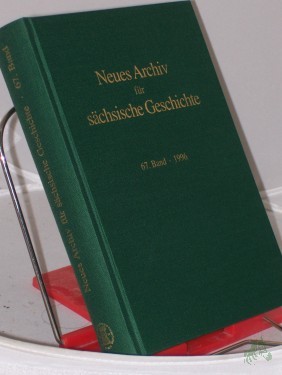 Neues Archiv
für
sächsische Geschichte
67. Band · 1996
Neues Archiv für sächsische Geschichte · 67. Band